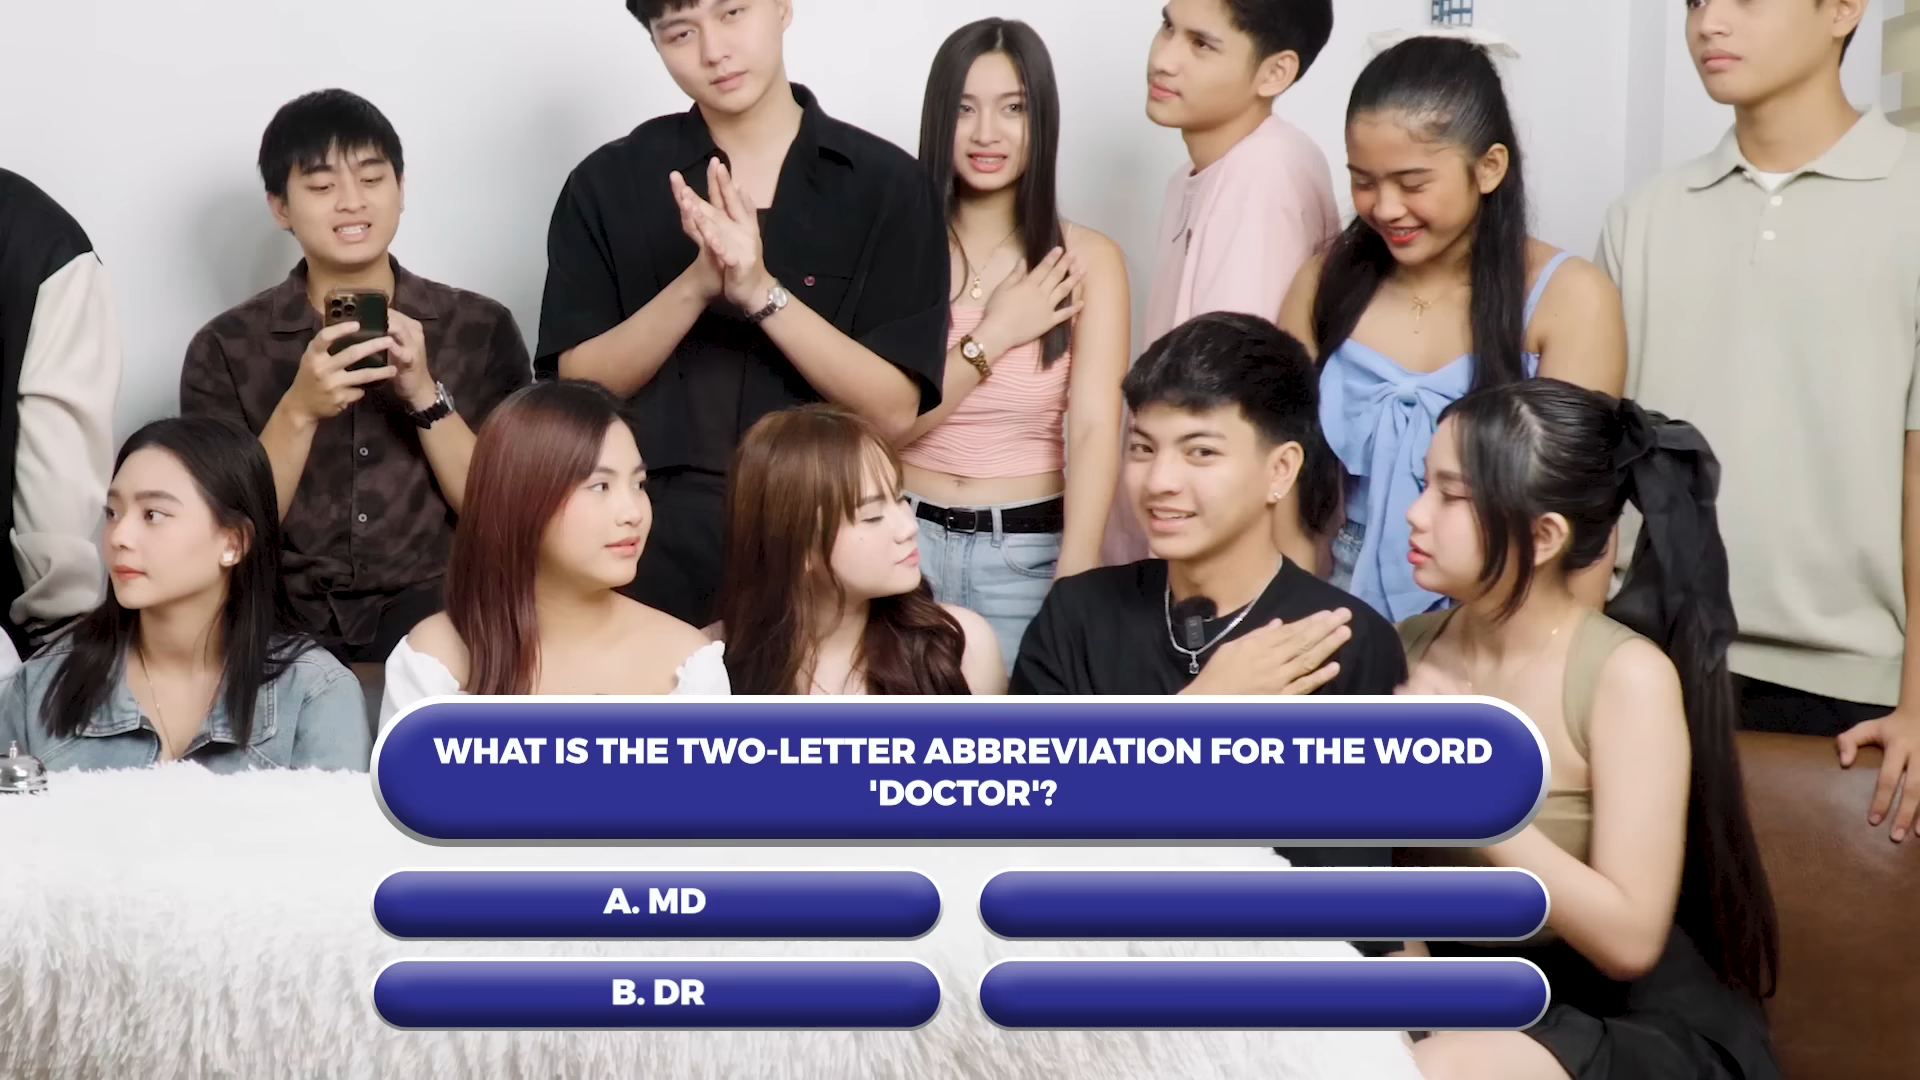 WHAT IS THE TWO-LETTER ABBREVIATION FOR THE WORD
'DOCTOR'?
A. MD
B. DR